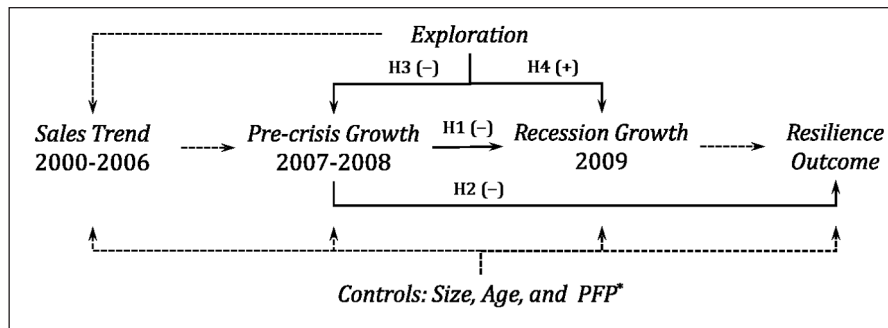 Exploration
H3 (−) H4 (+)
Sales Trend Pre-crisis Growth H1 (−) Recession Growth Resilience
2000-2006 2007-2008 2009 Outcome
H2 (−)
Controls: Size, Age, and PFP*